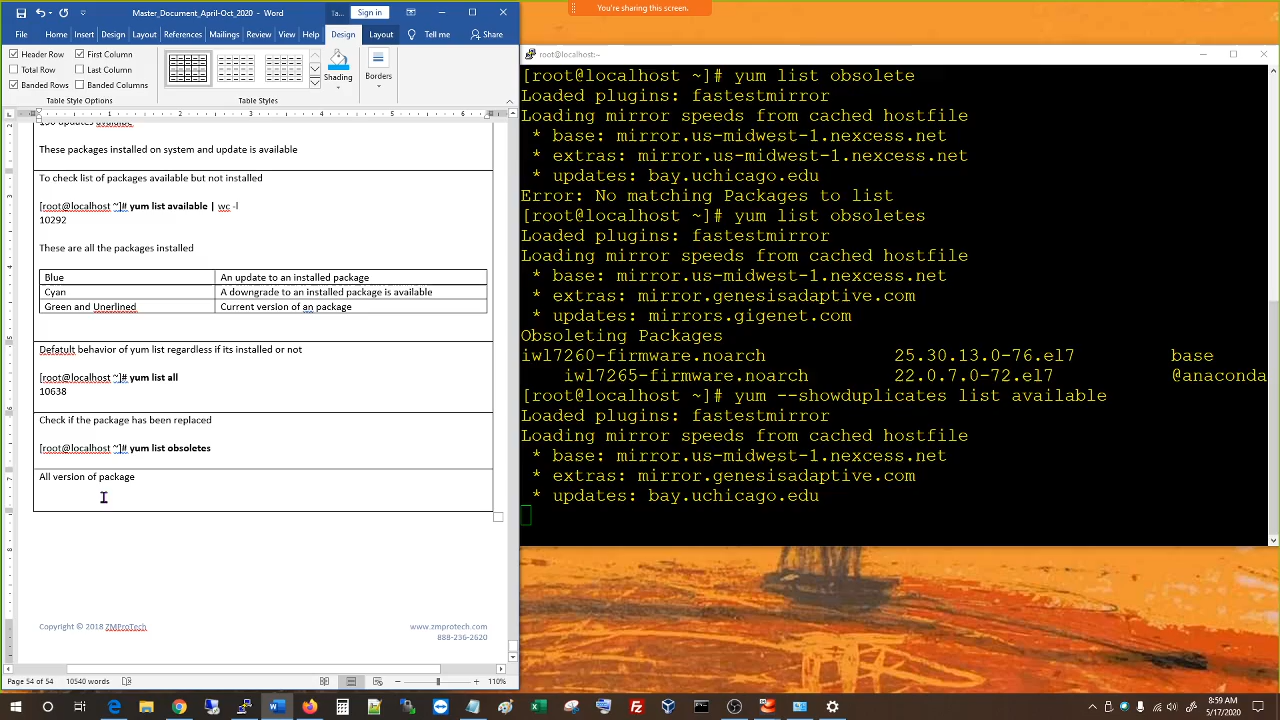 Master_Document_April-Oct_2020 - Word
Ta...
Sign in
You're sharing this screen.
File
Home
Insert
Draw
Design
Layout
References
Mailings
Review
View
Help
Design
Layout
Tell me
Share
Header Row
First Column
Total Row
Last Column
Banded Rows
Banded Columns
Shading
Borders
Table Style Options
Table Styles
These packages installed on system and update is available
To check list of packages available but not installed
[root@localhost ~]# yum list available | wc -l
10292
These are all the packages installed
Blue An update to an installed package
Cyan A downgrade to an installed package is available
Green and Unerlined Current version of an package
Defatult behavior of yum list regardless if its installed or not
[root@localhost ~]# yum list all
10638
Check if the package has been replaced
[root@localhost ~]# yum list obsoletes
All version of package
Copyright © 2018 ZMProTech www.zmprotech.com
888-236-2620
Page 54 of 54 10540 words 110%
root@localhost:~
[root@localhost ~]# yum list obsolete
Loaded plugins: fastestmirror
Loading mirror speeds from cached hostfile
* base: mirror.us-midwest-1.nexcess.net
* extras: mirror.us-midwest-1.nexcess.net
* updates: bay.uchicago.edu
Error: No matching Packages to list
[root@localhost ~]# yum list obsoletes
Loaded plugins: fastestmirror
Loading mirror speeds from cached hostfile
* base: mirror.us-midwest-1.nexcess.net
* extras: mirror.genesisadaptive.com
* updates: mirrors.gigenet.com
Obsoleting Packages
iwl7260-firmware.noarch 25.30.13.0-76.el7 base
iwl7265-firmware.noarch 22.0.7.0-72.el7 @anaconda
[root@localhost ~]# yum --showduplicates list available
Loaded plugins: fastestmirror
Loading mirror speeds from cached hostfile
* base: mirror.us-midwest-1.nexcess.net
* extras: mirror.genesisadaptive.com
* updates: bay.uchicago.edu
8:59 AM
5/17/2020